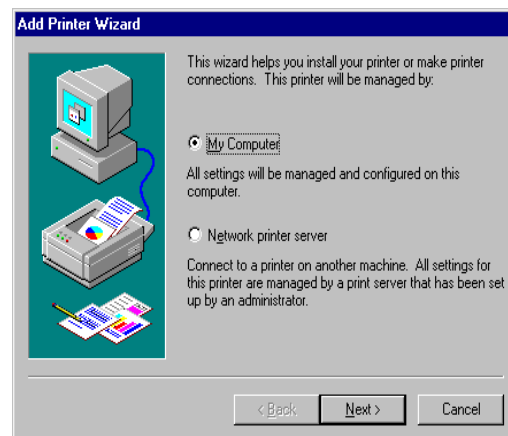 Add Printer Wizard
This wizard helps you install your printer or make printer
connections. This printer will be managed by:
My Computer
All settings will be managed and configured on this
computer.
Network printer server
Connect to a printer on another machine. All settings for
this printer are managed by a print server that has been set
up by an administrator.
< Back
Next >
Cancel